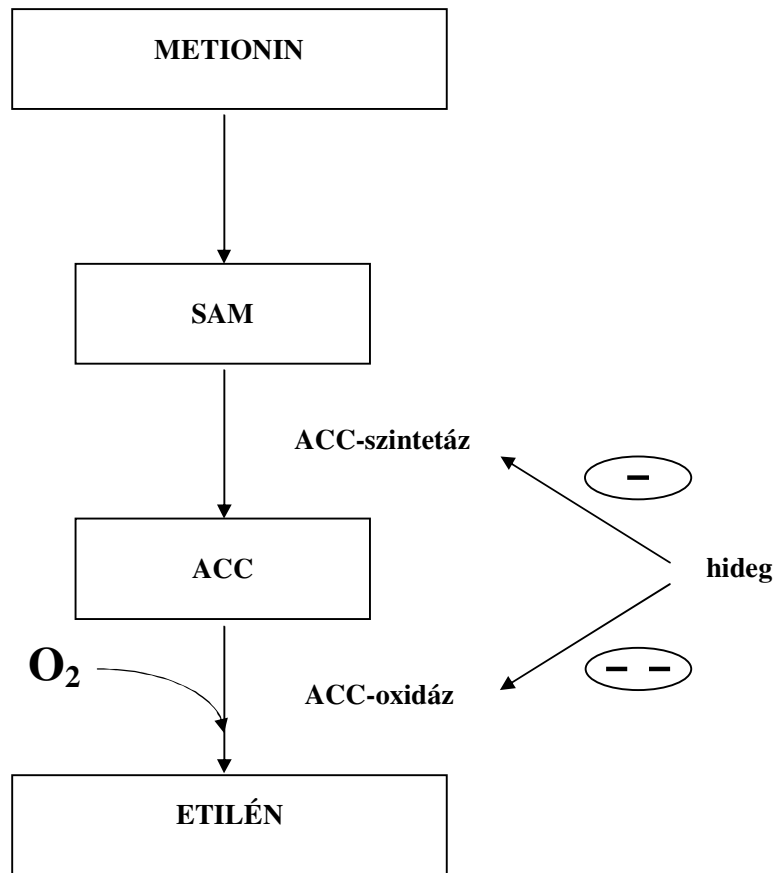 METIONIN
SAM
ACC-szintetáz
–
ACC
hideg
O₂
– –
ACC-oxidáz
ETILÉN